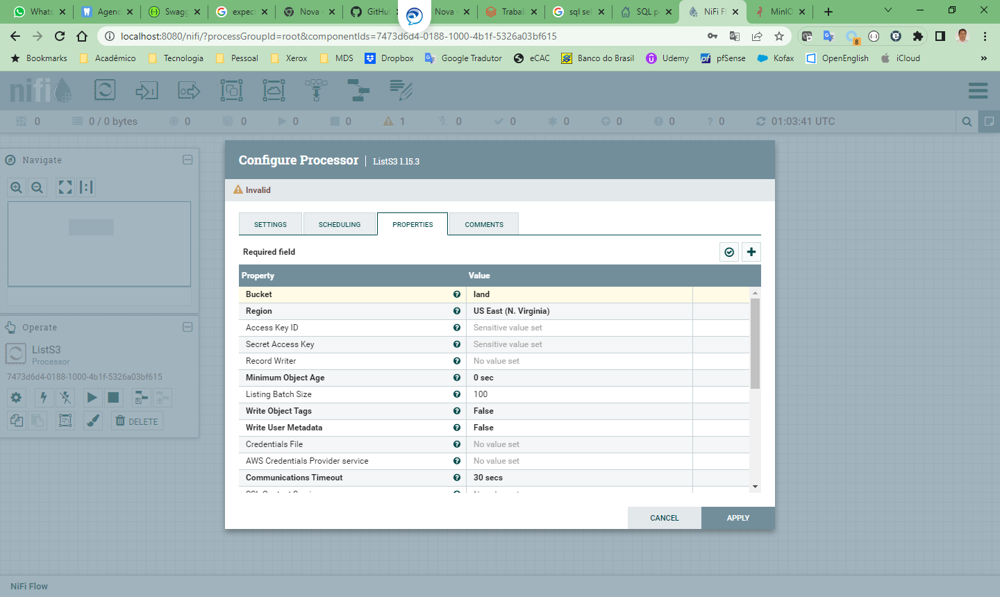 Whats
Agenc
Swagg
expect
Nova
GitHub
Nova
Trabal
sql sel
SQL p
NiFi Fl
MinIC
localhost:8080/nifi/?processGroupId=root&componentIds=7473d6d4-0188-1000-4b1f-5326a03bf615
8
Bookmarks Acadêmico Tecnologia Pessoal Xerox MDS Dropbox Google Tradutor eCAC Banco do Brasil Udemy pfSense Kofax OpenEnglish iCloud »
nifi
0 0 / 0 bytes 0 0 0 0 1 0 0 0 0 0 0 01:03:41 UTC
Navigate
Operate
ListS3
Processor
7473d6d4-0188-1000-4b1f-5326a03bf615
DELETE
Configure Processor | ListS3 1.15.3
Invalid
SETTINGS SCHEDULING PROPERTIES COMMENTS
Required field
Property Value
Bucket land
Region US East (N. Virginia)
Access Key ID Sensitive value set
Secret Access Key Sensitive value set
Record Writer No value set
Minimum Object Age 0 sec
Listing Batch Size 100
Write Object Tags False
Write User Metadata False
Credentials File No value set
AWS Credentials Provider service No value set
Communications Timeout 30 secs
CANCEL APPLY
NiFi Flow